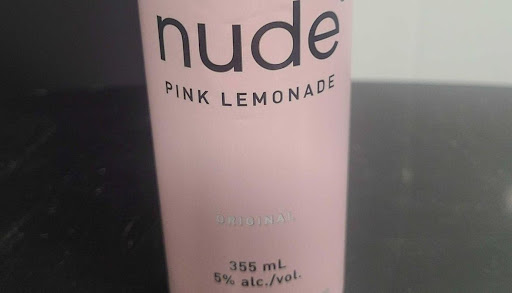 nude
PINK LEMONADE
ORIGINAL
355 mL
5% alc./vol.